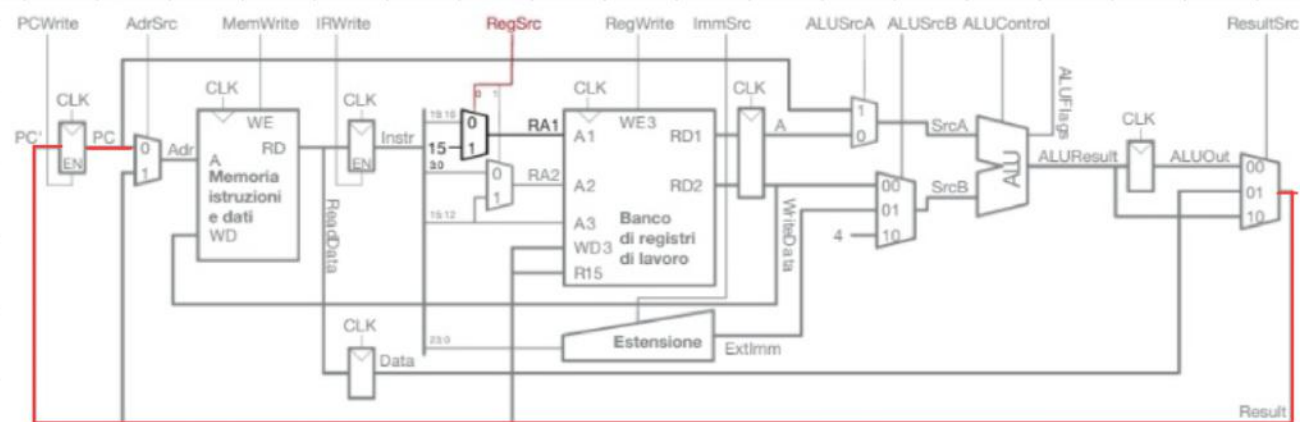 PCWrite AdrSrc MemWrite IRWrite RegSrc RegWrite ImmSrc ALUSrcA ALUSrcB ALUControl ResultSrc
ALUFlags
CLK CLK CLK CLK CLK CLK
0 1
PC' PC EN
0
1
Adr
WE
A RD
Memoria
istruzioni
e dati
WD
EN
Instr
ReadData
19:16
15
3:0
0
1
RA1
0
1
RA2
15:12
A1 WE3 RD1
A2 RD2
A3 Banco
WD3 di registri
R15 di lavoro
A
WriteData
1
0
SrcA
00
01
10
4
SrcB
ALU
ALUResult
ALUOut
00
01
10
23:0
Estensione
ExtImm
CLK
Data
Result